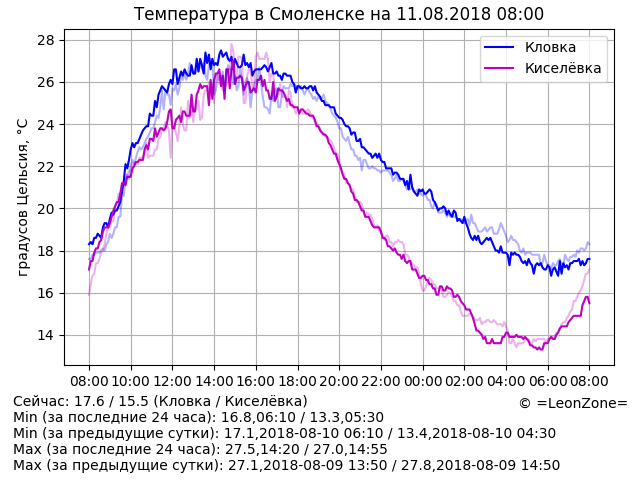 Температура в Смоленске на 11.08.2018 08:00
Кловка
Киселёвка
градусов Цельсия, °C
28
26
24
22
20
18
16
14
08:00 10:00 12:00 14:00 16:00 18:00 20:00 22:00 00:00 02:00 04:00 06:00 08:00
Сейчас: 17.6 / 15.5 (Кловка / Киселёвка)
© =LeonZone=
Min (за последние 24 часа): 16.8,06:10 / 13.3,05:30
Min (за предыдущие сутки): 17.1,2018-08-10 06:10 / 13.4,2018-08-10 04:30
Max (за последние 24 часа): 27.5,14:20 / 27.0,14:55
Max (за предыдущие сутки): 27.1,2018-08-09 13:50 / 27.8,2018-08-09 14:50